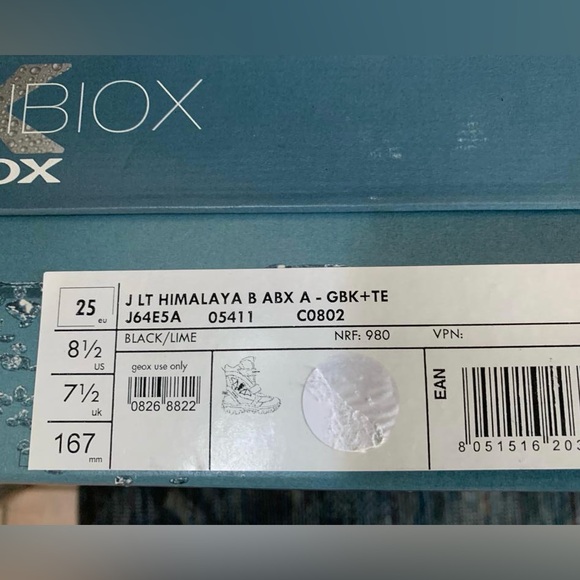 IBIOX
OX
25 eu
J LT HIMALAYA B ABX A - GBK+TE
J64E5A 05411 C0802
8½ US
BLACK/LIME NRF: 980 VPN:
7½ uk
geox use only
0826 8822
167 mm
EAN
8 051516 203